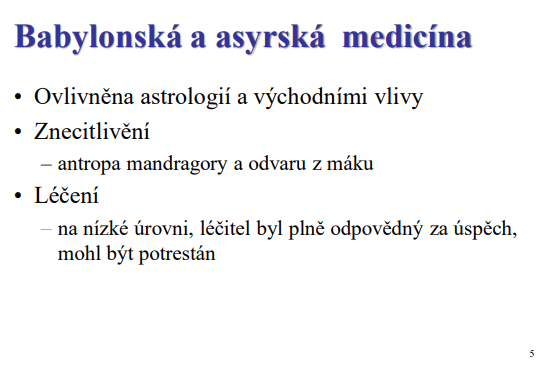 Babylonská a asyrská medicína
• Ovlivněna astrologií a východními vlivy
• Znecitlivění
– antropa mandragory a odvaru z máku
• Léčení
– na nízké úrovni, léčitel byl plně odpovědný za úspěch,
mohl být potrestán
5